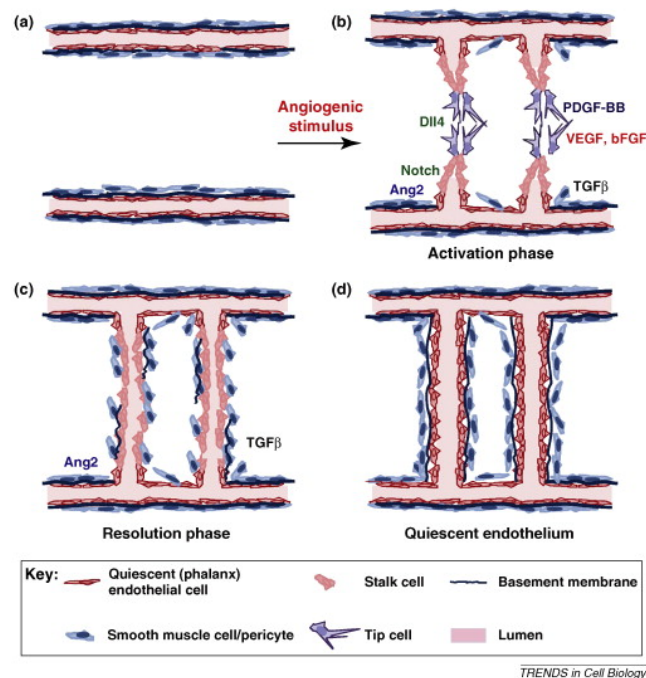 (a)
(b)
Angiogenic
stimulus
Dll4
PDGF-BB
VEGF, bFGF
Notch
Ang2
TGFβ
Activation phase
(c)
(d)
TGFβ
Ang2
Resolution phase
Quiescent endothelium
Key:
Quiescent (phalanx)
endothelial cell
Stalk cell
Basement membrane
Smooth muscle cell/pericyte
Tip cell
Lumen
TRENDS in Cell Biology